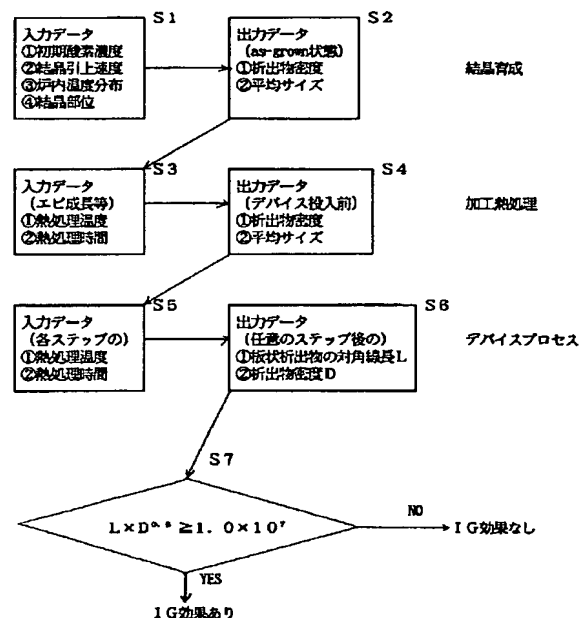 S1
入力データ
①初期酸素濃度
②結晶引上速度
③炉内温度分布
④結晶部位
S2
出力データ
(as-grown状態)
①析出物密度
②平均サイズ
結晶育成
S3
入力データ
(エピ成長等)
①熱処理温度
②熱処理時間
S4
出力データ
(デバイス投入前)
①析出物密度
②平均サイズ
加工熱処理
S5
入力データ
(各ステップの)
①熱処理温度
②熱処理時間
S6
出力データ
(任意のステップ後の)
①板状析出物の対角線長L
②析出物密度D
デバイスプロセス
S7
L×D⁰·⁶≧1.0×10⁷
NO
IG効果なし
YES
IG効果あり